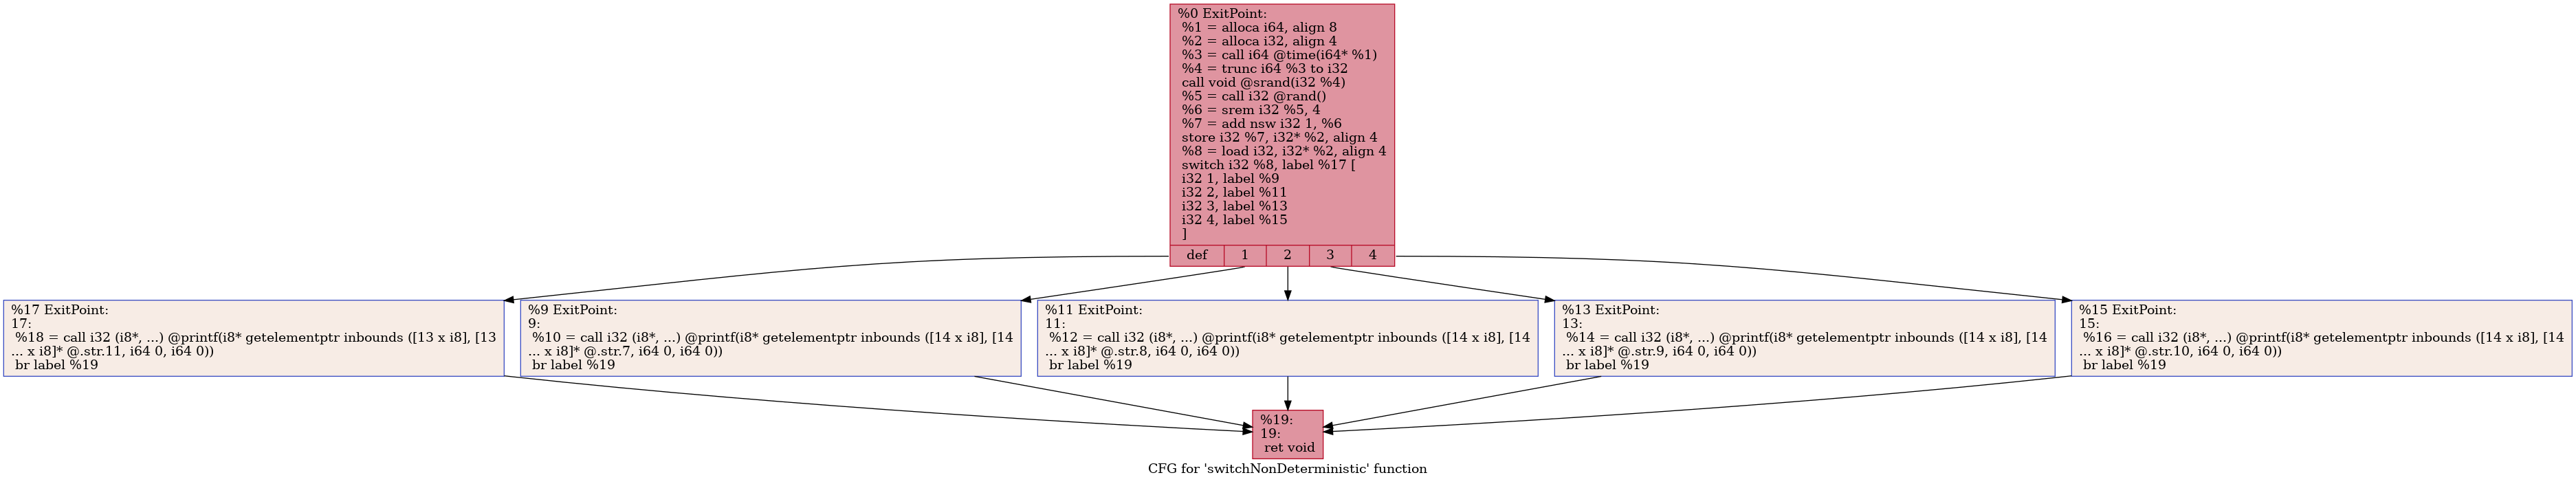 %0 ExitPoint:
%1 = alloca i64, align 8
%2 = alloca i32, align 4
%3 = call i64 @time(i64* %1)
%4 = trunc i64 %3 to i32
call void @srand(i32 %4)
%5 = call i32 @rand()
%6 = srem i32 %5, 4
%7 = add nsw i32 1, %6
store i32 %7, i32* %2, align 4
%8 = load i32, i32* %2, align 4
switch i32 %8, label %17 [
i32 1, label %9
i32 2, label %11
i32 3, label %13
i32 4, label %15
]
def 1 2 3 4
%17 ExitPoint:
17:
%18 = call i32 (i8*, ...) @printf(i8* getelementptr inbounds ([13 x i8], [13
... x i8]* @.str.11, i64 0, i64 0))
br label %19
%9 ExitPoint:
9:
%10 = call i32 (i8*, ...) @printf(i8* getelementptr inbounds ([14 x i8], [14
... x i8]* @.str.7, i64 0, i64 0))
br label %19
%11 ExitPoint:
11:
%12 = call i32 (i8*, ...) @printf(i8* getelementptr inbounds ([14 x i8], [14
... x i8]* @.str.8, i64 0, i64 0))
br label %19
%13 ExitPoint:
13:
%14 = call i32 (i8*, ...) @printf(i8* getelementptr inbounds ([14 x i8], [14
... x i8]* @.str.9, i64 0, i64 0))
br label %19
%15 ExitPoint:
15:
%16 = call i32 (i8*, ...) @printf(i8* getelementptr inbounds ([14 x i8], [14
... x i8]* @.str.10, i64 0, i64 0))
br label %19
%19:
19:
ret void
CFG for 'switchNonDeterministic' function